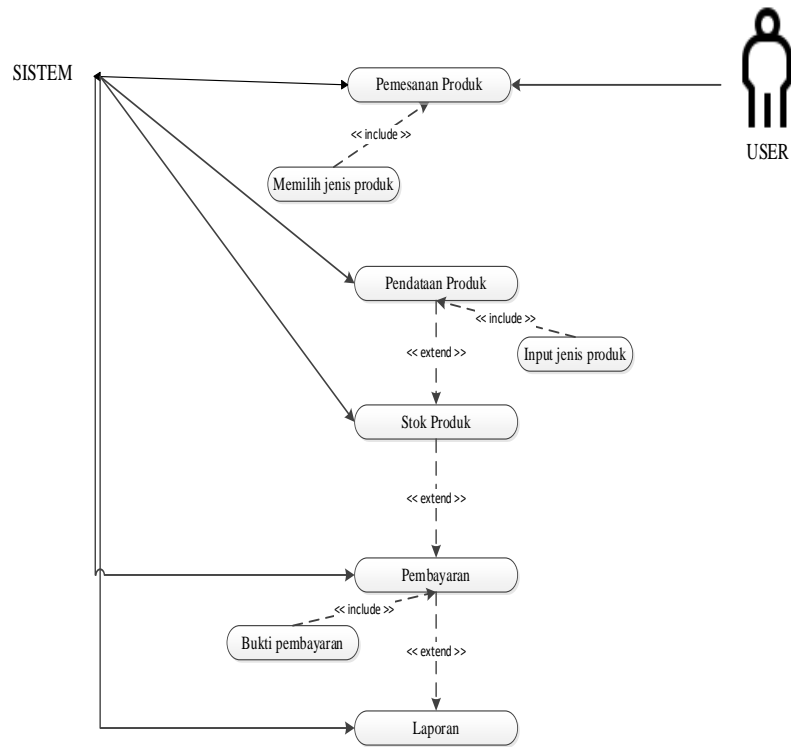 SISTEM
Pemesanan Produk
<< include >>
USER
Memilih jenis produk
Pendataan Produk
<< include >>
<< extend >>
Input jenis produk
Stok Produk
<< extend >>
Pembayaran
<< include >>
Bukti pembayaran
<< extend >>
Laporan